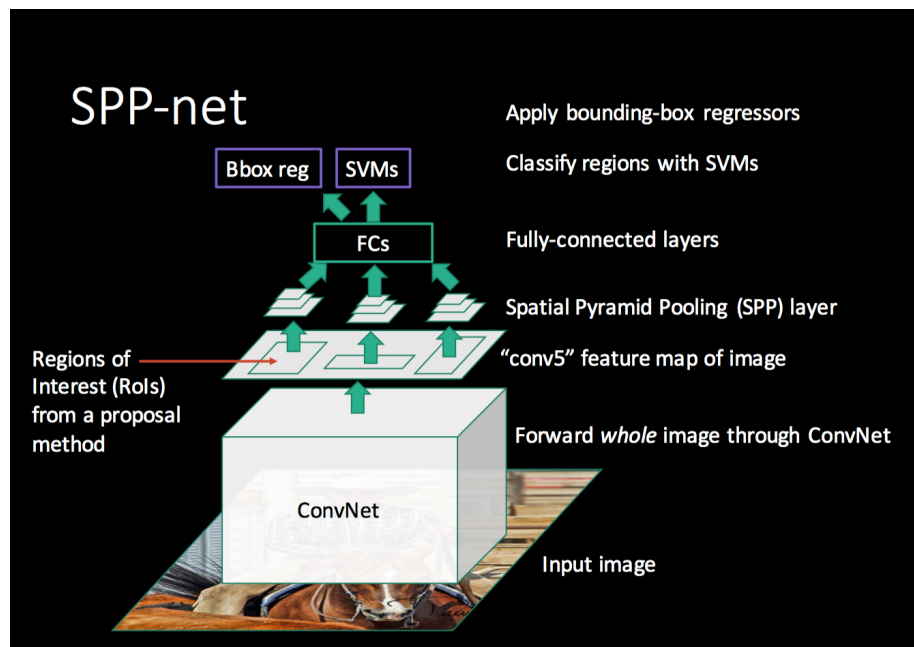 SPP-net
Apply bounding-box regressors
Bbox reg
SVMs
Classify regions with SVMs
FCs
Fully-connected layers
Spatial Pyramid Pooling (SPP) layer
Regions of
Interest (RoIs)
from a proposal
method
“conv5” feature map of image
Forward whole image through ConvNet
ConvNet
Input image